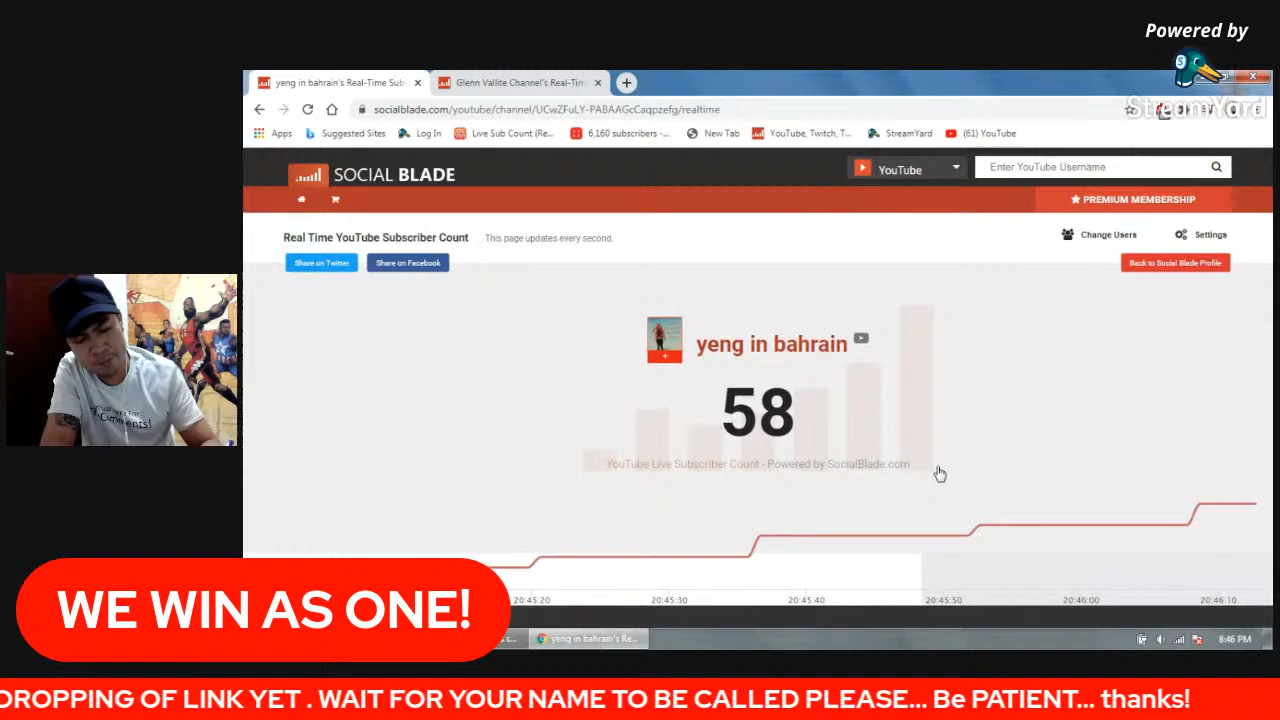 Powered by
StreamYard
yeng in bahrain's Real-Time Sub
Glenn Vallite Channel's Real-Tim
socialblade.com/youtube/channel/UCwZFuLY-PABAAGcCaqpzefg/realtime
Apps
Suggested Sites
Log In
Live Sub Count (Re...
6,160 subscribers -...
New Tab
YouTube, Twitch, T...
StreamYard
(61) YouTube
SOCIAL BLADE
YouTube
Enter YouTube Username
PREMIUM MEMBERSHIP
Real Time YouTube Subscriber Count
This page updates every second.
Change Users
Settings
Share on Twitter
Share on Facebook
Back to Social Blade Profile
yeng in bahrain
58
YouTube Live Subscriber Count - Powered by SocialBlade.com
Comments!
20:45:20
20:45:30
20:45:40
20:45:50
20:46:00
20:46:10
WE WIN AS ONE!
yeng in bahrain's Re...
8:46 PM
DROPPING OF LINK YET . WAIT FOR YOUR NAME TO BE CALLED PLEASE... Be PATIENT... thanks!